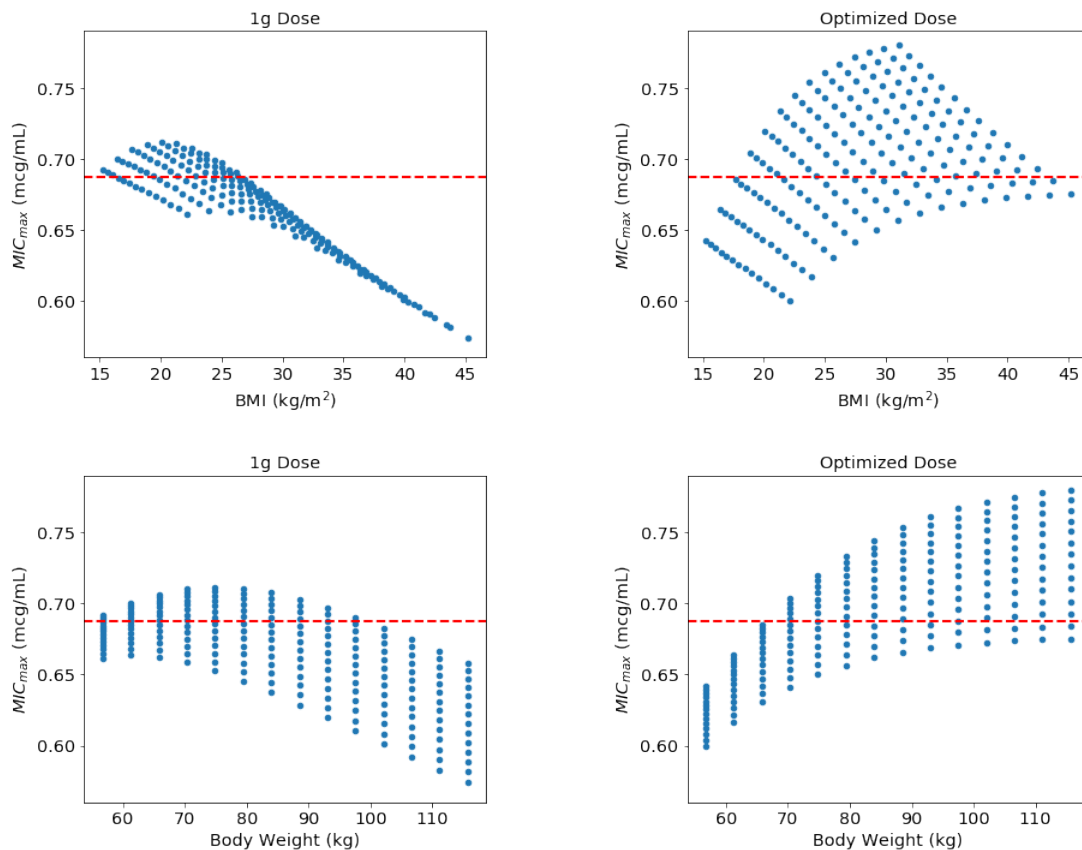 1g Dose
MIC_max (mcg/mL)
0.75
0.70
0.65
0.60
15 20 25 30 35 40 45
BMI (kg/m²)
Optimized Dose
MIC_max (mcg/mL)
0.75
0.70
0.65
0.60
15 20 25 30 35 40 45
BMI (kg/m²)
1g Dose
MIC_max (mcg/mL)
0.75
0.70
0.65
0.60
60 70 80 90 100 110
Body Weight (kg)
Optimized Dose
MIC_max (mcg/mL)
0.75
0.70
0.65
0.60
60 70 80 90 100 110
Body Weight (kg)